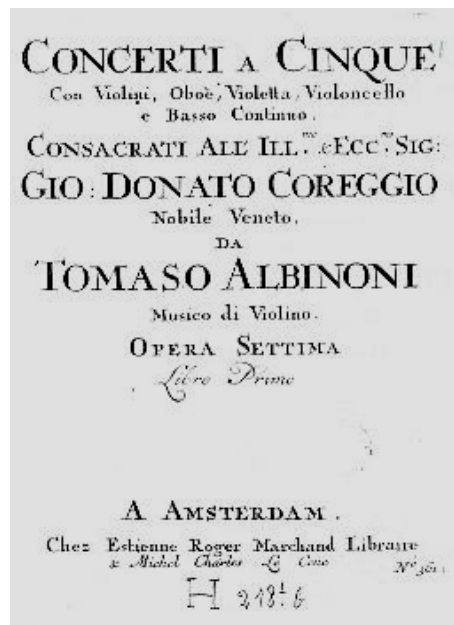 CONCERTI A CINQUE
Con Violini, Oboè, Violetta, Violoncello
e Basso Continuo.
CONSACRATI ALL' ILL.mo e ECC.mo SIG:
GIO: DONATO COREGGIO
Nobile Veneto.
DA
TOMASO ALBINONI
Musico di Violino.
OPERA SETTIMA
Libro Primo
A AMSTERDAM.
Chez Estienne Roger Marchand Libraire
& Michel Charles Le Cene
No. 361.
H 218.